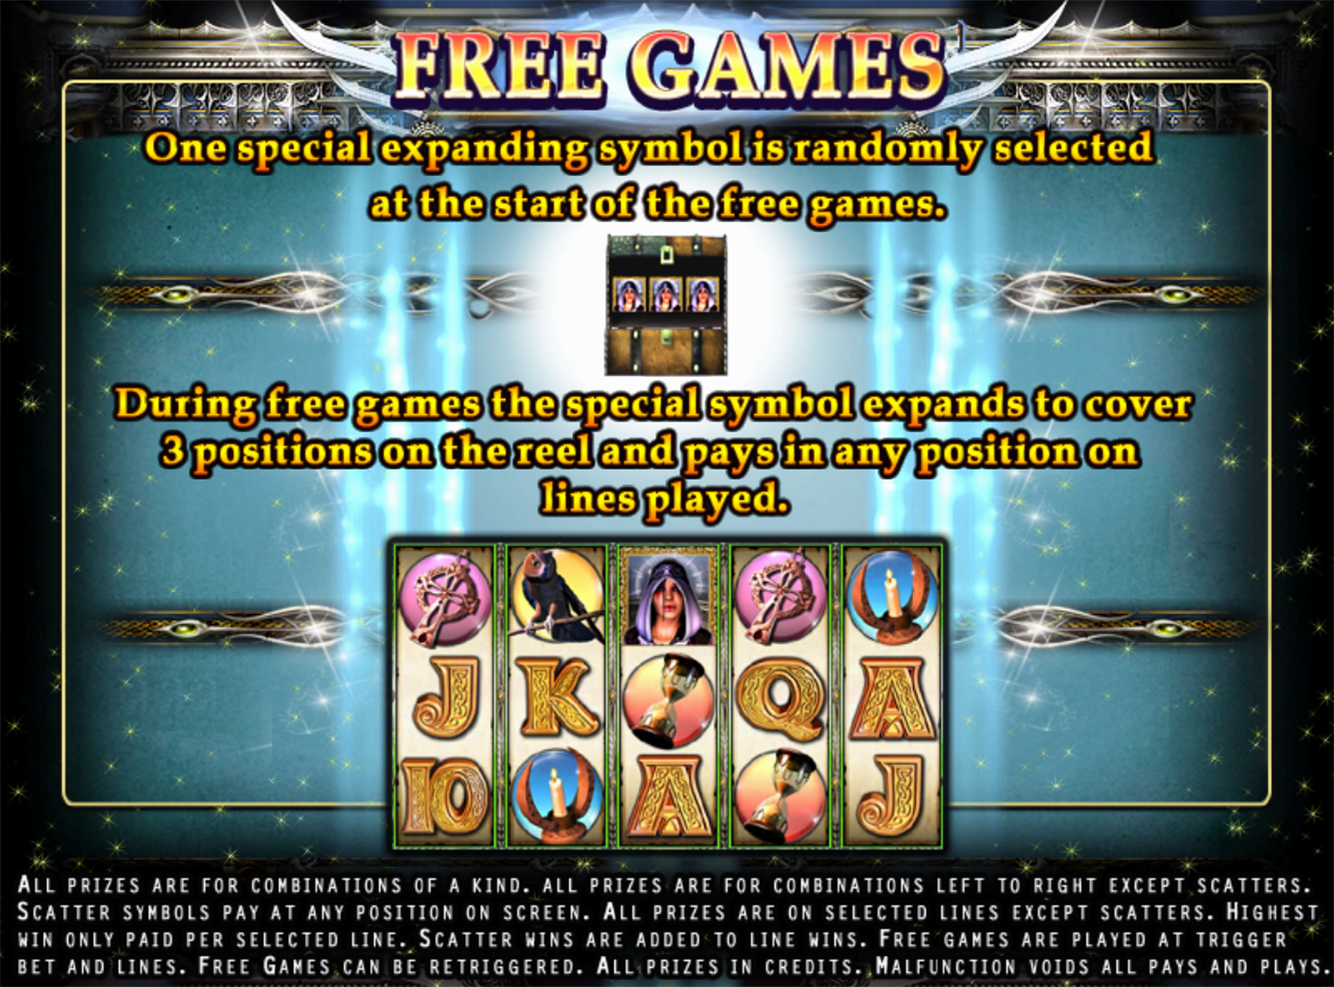 FREE GAMES
One special expanding symbol is randomly selected
at the start of the free games.
During free games the special symbol expands to cover
3 positions on the reel and pays in any position on
lines played.
J K Q A
10 A J
ALL PRIZES ARE FOR COMBINATIONS OF A KIND. ALL PRIZES ARE FOR COMBINATIONS LEFT TO RIGHT EXCEPT SCATTERS.
SCATTER SYMBOLS PAY AT ANY POSITION ON SCREEN. ALL PRIZES ARE ON SELECTED LINES EXCEPT SCATTERS. HIGHEST
WIN ONLY PAID PER SELECTED LINE. SCATTER WINS ARE ADDED TO LINE WINS. FREE GAMES ARE PLAYED AT TRIGGER
BET AND LINES. FREE GAMES CAN BE RETRIGGERED. ALL PRIZES IN CREDITS. MALFUNCTION VOIDS ALL PAYS AND PLAYS.